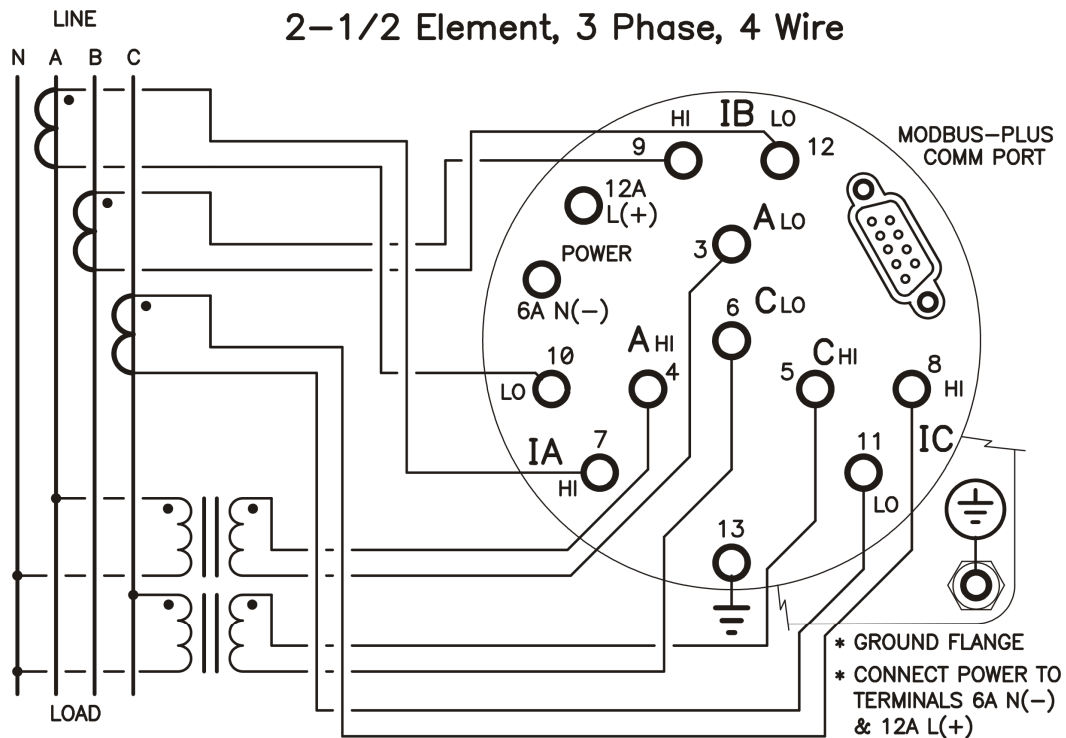 2-1/2 Element, 3 Phase, 4 Wire
LINE
N A B C
HI IB LO
9 12
MODBUS-PLUS
COMM PORT
12A
L(+)
A LO
3
POWER
6A N(-)
6 C LO
10 A HI
LO 4
C HI
5 8
HI
IA 7
HI
11 IC
LO
13
LOAD
* GROUND FLANGE
* CONNECT POWER TO
TERMINALS 6A N(-)
& 12A L(+)